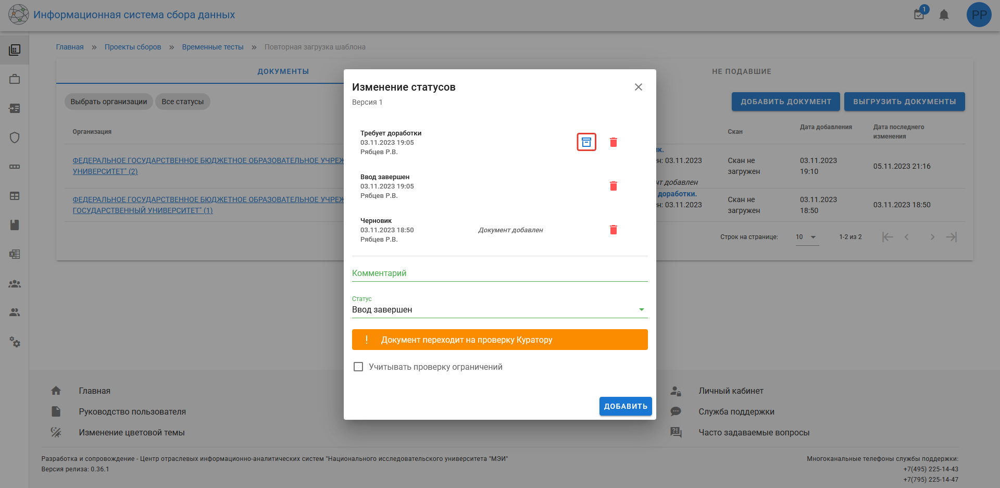 Информационная система сбора данных
1
РР
Главная » Проекты сборов » Временные тесты » Повторная загрузка шаблона
ДОКУМЕНТЫ
НЕ ПОДАВШИЕ
Выбрать организации
Все статусы
ДОБАВИТЬ ДОКУМЕНТ
ВЫГРУЗИТЬ ДОКУМЕНТЫ
Организация
Скан
Дата добавления
Дата последнего
изменения
ФЕДЕРАЛЬНОЕ ГОСУДАРСТВЕННОЕ БЮДЖЕТНОЕ ОБРАЗОВАТЕЛЬНОЕ УЧРЕЖ
УНИВЕРСИТЕТ" (2)
ик.
н: 03.11.2023
нт добавлен
Скан не
загружен
03.11.2023
19:10
05.11.2023 21:16
ФЕДЕРАЛЬНОЕ ГОСУДАРСТВЕННОЕ БЮДЖЕТНОЕ ОБРАЗОВАТЕЛЬНОЕ УЧРЕЖ
ГОСУДАРСТВЕННЫЙ УНИВЕРСИТЕТ" (1)
доработки.
н: 03.11.2023
Скан не
загружен
03.11.2023
18:50
03.11.2023 18:50
Строк на странице:
10
1-2 из 2
Изменение статусов
Версия 1
Требует доработки
03.11.2023 19:05
Рябцев Р.В.
Ввод завершен
03.11.2023 19:05
Рябцев Р.В.
Черновик
03.11.2023 18:50
Рябцев Р.В.
Документ добавлен
Комментарий
Статус
Ввод завершен
! Документ переходит на проверку Куратору
Учитывать проверку ограничений
ДОБАВИТЬ
Главная
Руководство пользователя
Изменение цветовой темы
Личный кабинет
Служба поддержки
Часто задаваемые вопросы
Разработка и сопровождение - Центр отраслевых информационно-аналитических систем "Национального исследовательского университета "МЭИ"
Версия релиза: 0.36.1
Многоканальные телефоны службы поддержки:
+7(495) 225-14-43
+7(795) 225-14-47